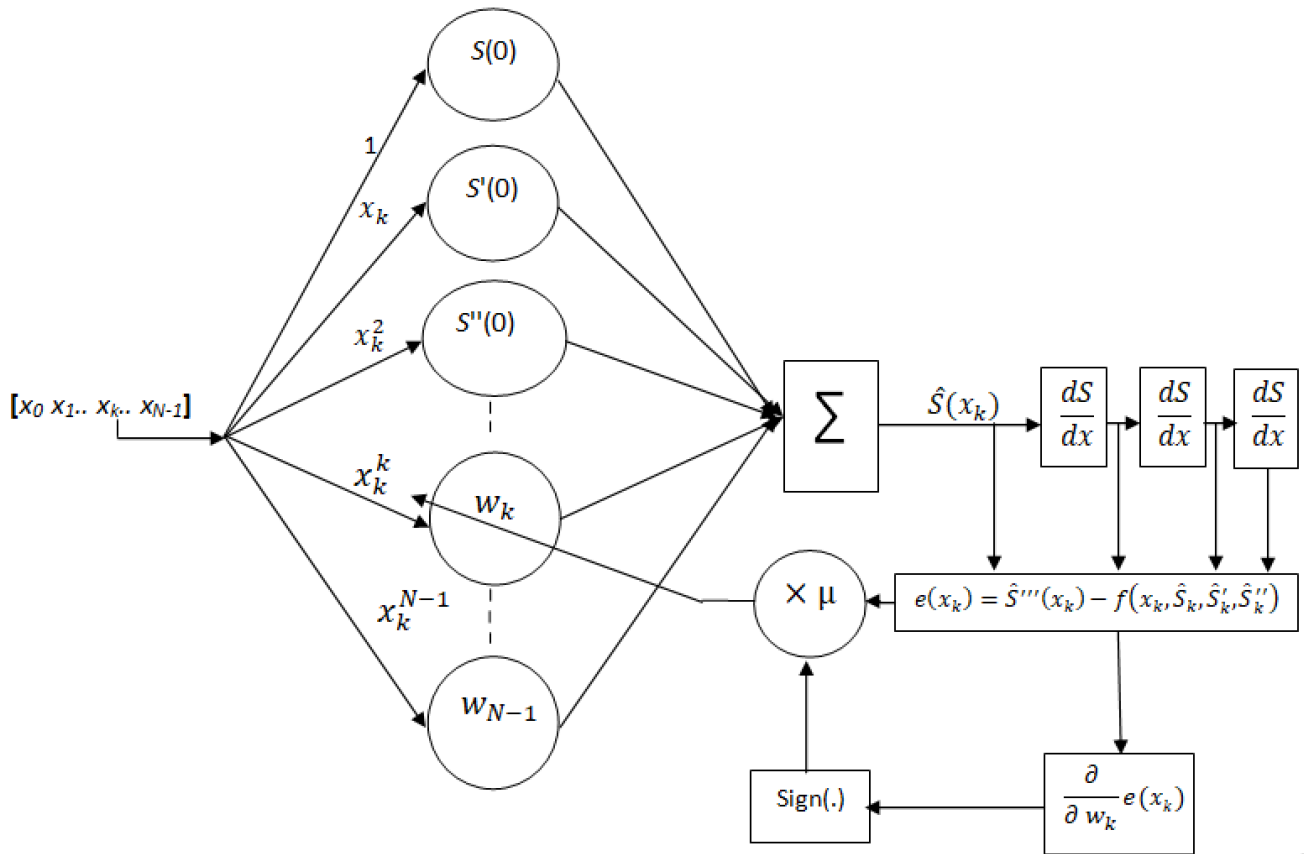 S(0)
1
S'(0)
x_k
S''(0)
x_k^2
[x_0 x_1.. x_k.. x_{N-1}]
∑
Ŝ(x_k)
dS/dx
dS/dx
dS/dx
x_k^k
w_k
× μ
e(x_k) = Ŝ'''(x_k) − f(x_k, Ŝ_k, Ŝ'_k, Ŝ''_k)
x_k^{N−1}
w_{N−1}
Sign(.)
∂/∂w_k e(x_k)